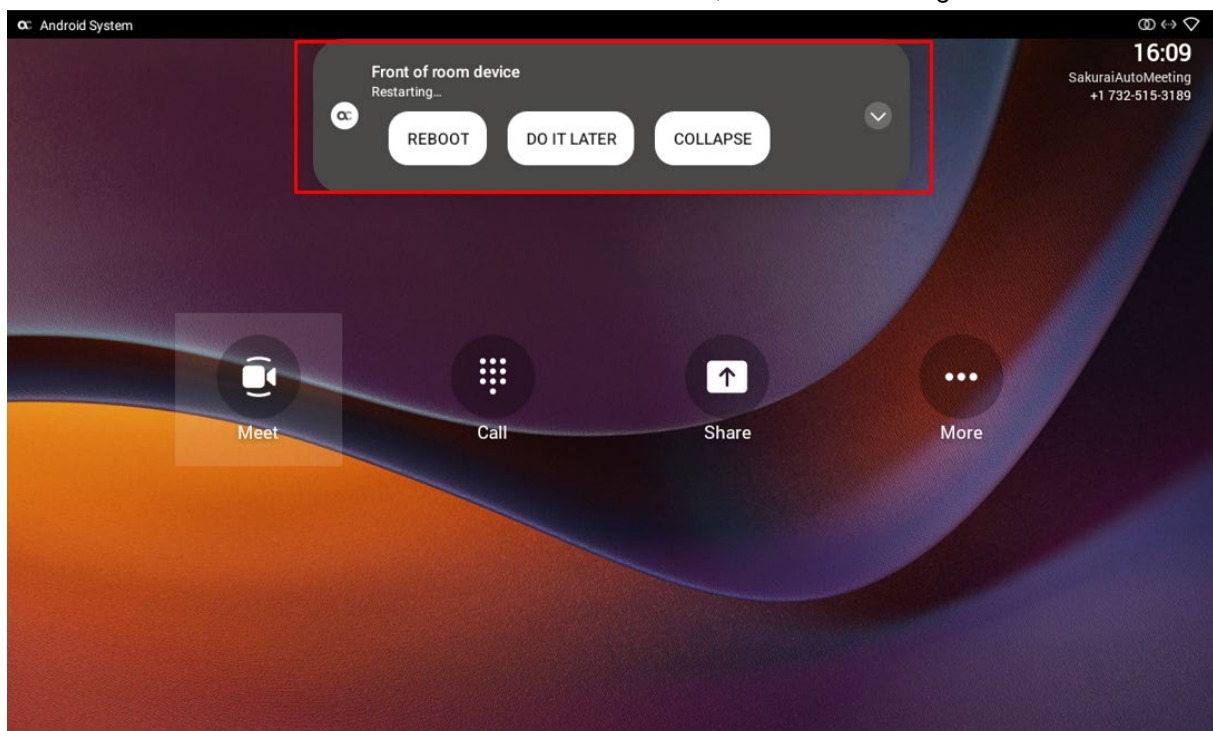 Android System
16:09
SakuraiAutoMeeting
+1 732-515-3189
Front of room device
Restarting...
REBOOT DO IT LATER COLLAPSE
Meet Call Share More